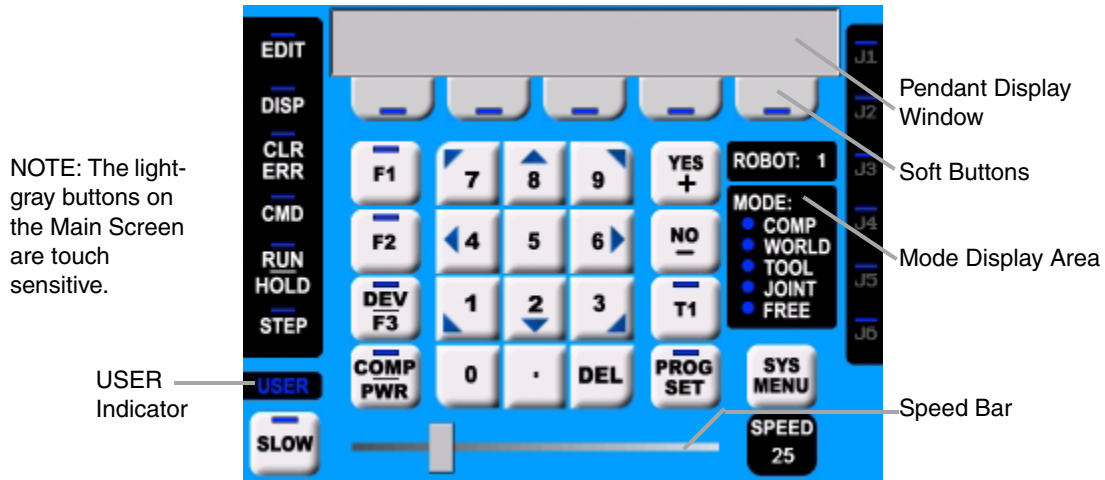 NOTE: The light-
gray buttons on
the Main Screen
are touch
sensitive.
USER
Indicator
EDIT
DISP
CLR
ERR
CMD
RUN
HOLD
STEP
USER
SLOW
F1
F2
DEV
F3
COMP
PWR
7
8
9
4
5
6
1
2
3
0
.
DEL
YES
+
NO
–
T1
PROG
SET
ROBOT: 1
MODE:
COMP
WORLD
TOOL
JOINT
FREE
SYS
MENU
SPEED
25
J1
J2
J3
J4
J5
J6
Pendant Display
Window
Soft Buttons
Mode Display Area
Speed Bar